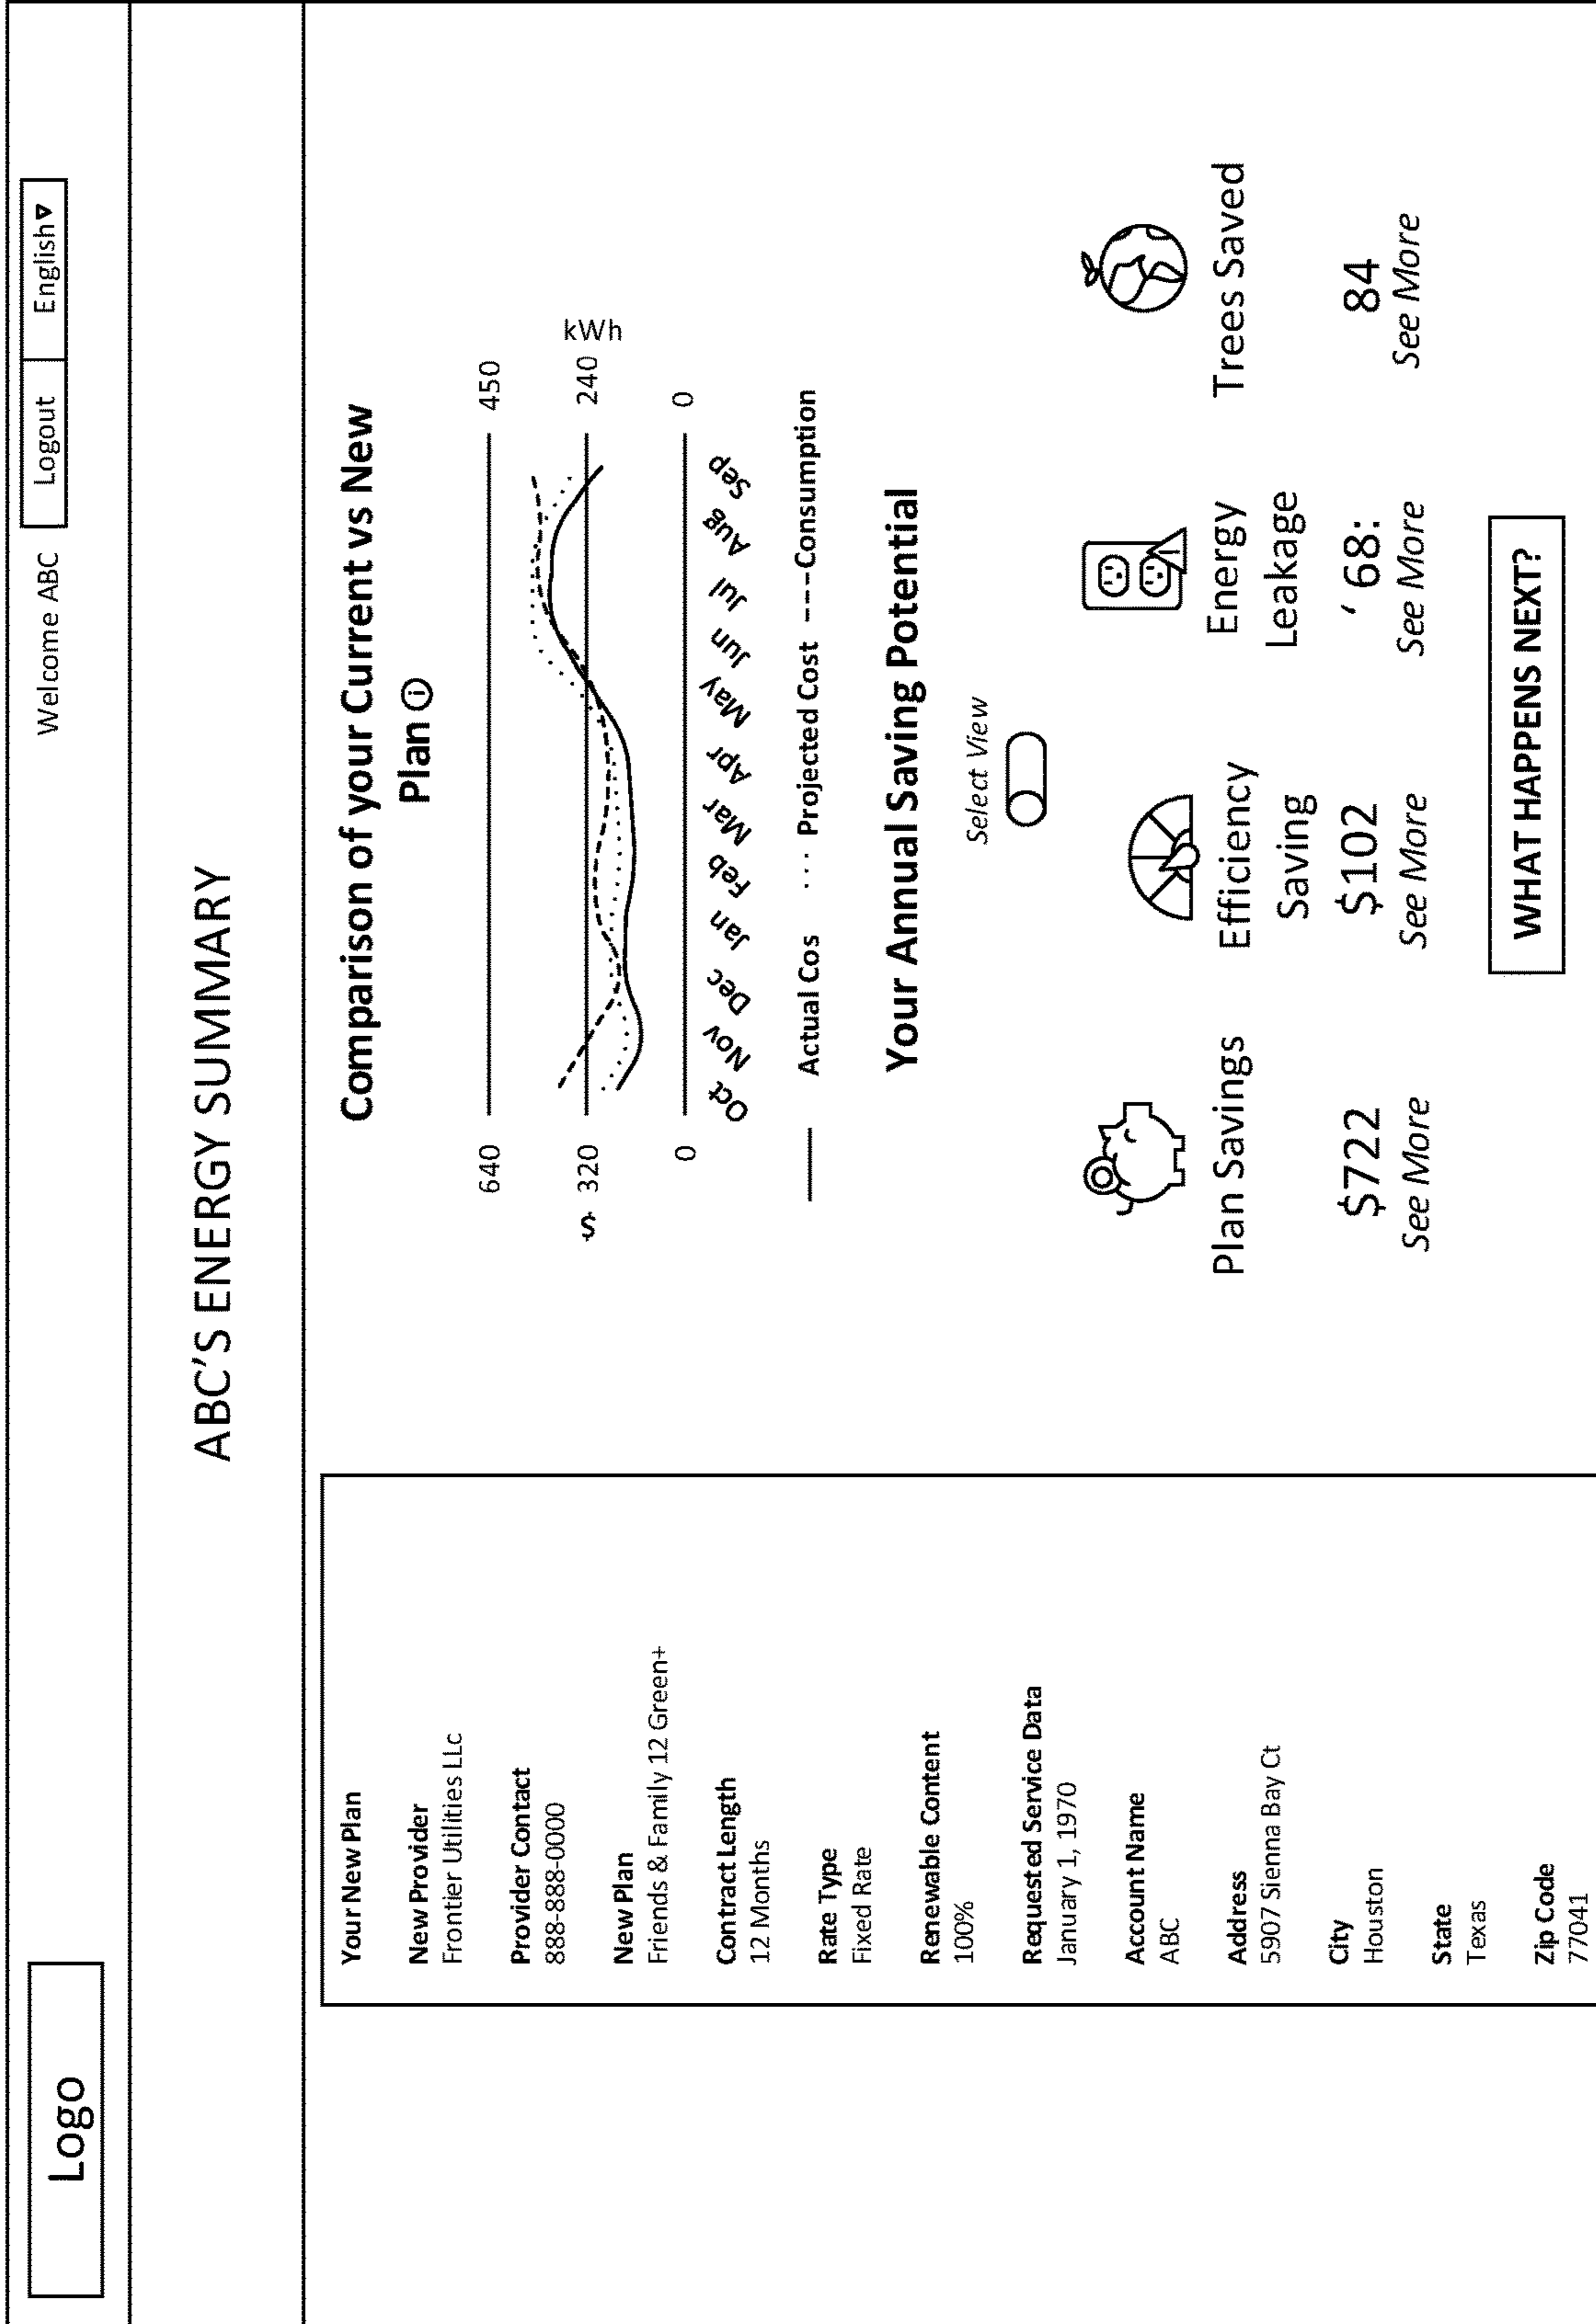 Logo
Welcome ABC
Logout
English
ABC'S ENERGY SUMMARY
Your New Plan
New Provider
Frontier Utilities LLc
Provider Contact
888-888-0000
New Plan
Friends & Family 12 Green+
Contract Length
12 Months
Rate Type
Fixed Rate
Renewable Content
100%
Requested Service Data
January 1, 1970
Account Name
ABC
Address
5907 Sienna Bay Ct
City
Houston
State
Texas
Zip Code
77041
Comparison of your Current vs New
Plan
640
450
$ 320
240 kWh
0
0
Oct Nov Dec Jan Feb Mar Apr May Jun Jul Aug Sep
Actual Cos ... Projected Cost ---Consumption
Your Annual Saving Potential
Select View
Plan Savings
$722
See More
Efficiency
Saving
$102
See More
Energy
Leakage
‘ 68:
See More
Trees Saved
84
See More
WHAT HAPPENS NEXT?